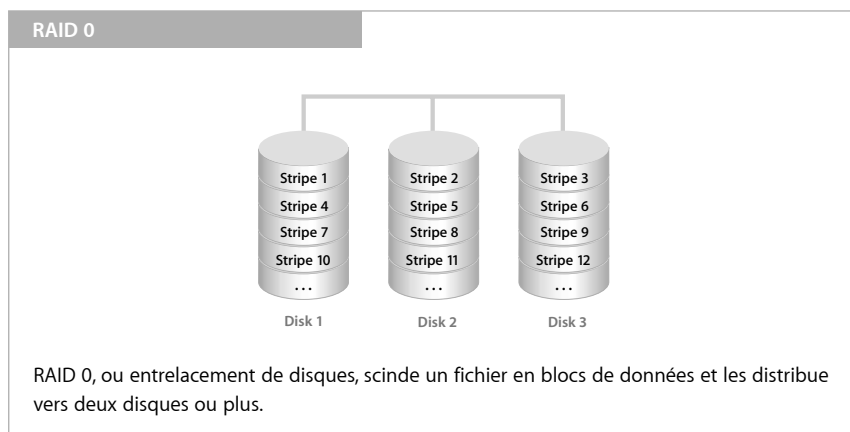 RAID 0
Stripe 1
Stripe 2
Stripe 3
Stripe 4
Stripe 5
Stripe 6
Stripe 7
Stripe 8
Stripe 9
Stripe 10
Stripe 11
Stripe 12
...
...
...
Disk 1
Disk 2
Disk 3
RAID 0, ou entrelacement de disques, scinde un fichier en blocs de données et les distribue
vers deux disques ou plus.